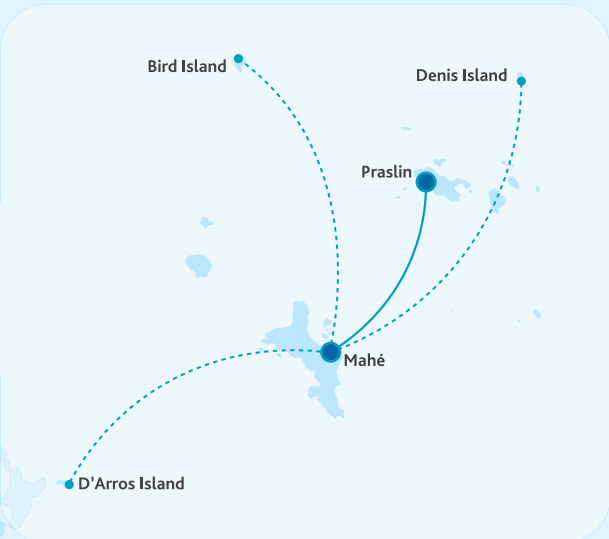 Bird Island
Denis Island
Praslin
Mahé
D'Arros Island